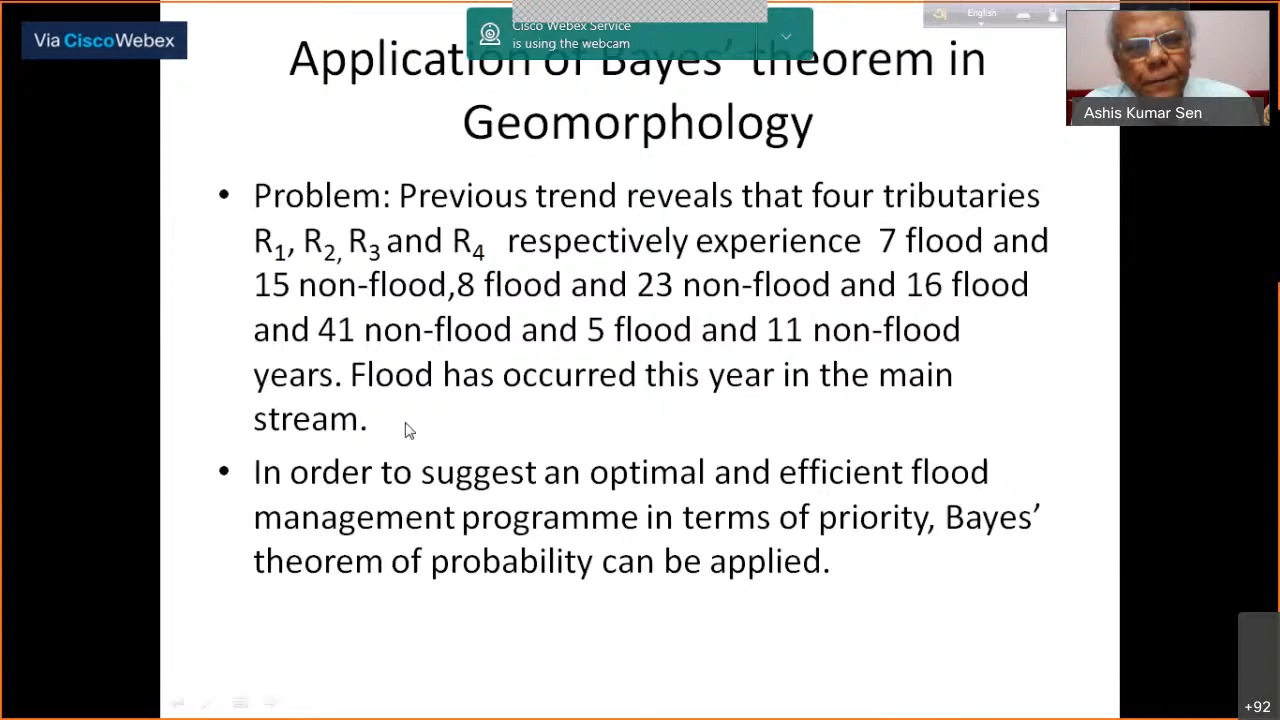 Via CiscoWebex
Cisco Webex Service
is using the webcam
English
Ashis Kumar Sen
Application of Bayes’ theorem in
Geomorphology
• Problem: Previous trend reveals that four tributaries
R1, R2, R3 and R4 respectively experience 7 flood and
15 non-flood,8 flood and 23 non-flood and 16 flood
and 41 non-flood and 5 flood and 11 non-flood
years. Flood has occurred this year in the main
stream.
• In order to suggest an optimal and efficient flood
management programme in terms of priority, Bayes’
theorem of probability can be applied.
+92